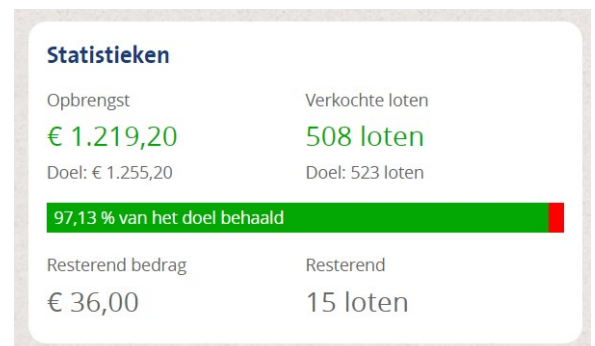 Statistieken
Opbrengst
Verkochte loten
€ 1.219,20
508 loten
Doel: € 1.255,20
Doel: 523 loten
97,13 % van het doel behaald
Resterend bedrag
Resterend
€ 36,00
15 loten